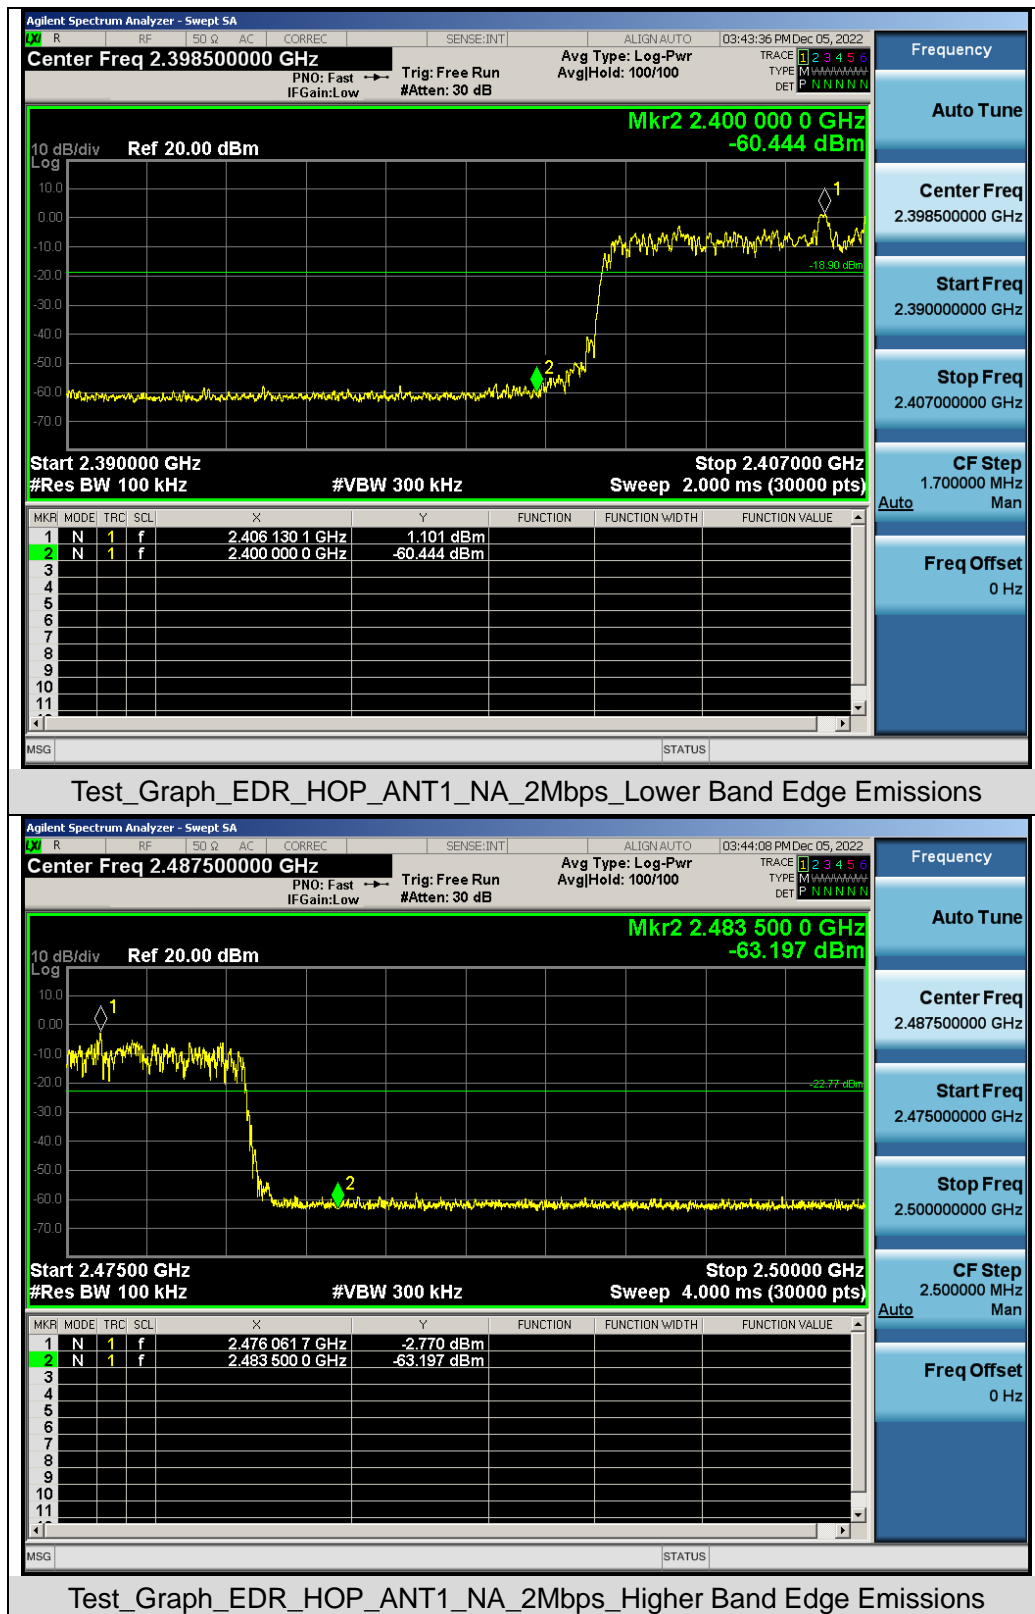 Agilent Spectrum Analyzer - Swept SA
LXI R RF 50 Ω AC CORREC SENSE:INT ALIGN AUTO 03:43:36 PM Dec 05, 2022
Center Freq 2.398500000 GHz
PNO: Fast Trig: Free Run Avg Type: Log-Pwr TRACE 1 2 3 4 5 6
IFGain:Low #Atten: 30 dB Avg|Hold: 100/100 TYPE M WWWWW
DET P N N N N N
Frequency
Auto Tune
Center Freq
2.398500000 GHz
Start Freq
2.390000000 GHz
Stop Freq
2.407000000 GHz
CF Step
1.700000 MHz
Auto Man
Freq Offset
0 Hz
Mkr2 2.400 000 0 GHz
-60.444 dBm
10 dB/div Ref 20.00 dBm
Log
10.0
0.00
-10.0
-20.0
-30.0
-40.0
-50.0
-60.0
-70.0
1
-18.90 dBm
2
Start 2.390000 GHz Stop 2.407000 GHz
#Res BW 100 kHz #VBW 300 kHz Sweep 2.000 ms (30000 pts)
MKR MODE TRC SCL X Y FUNCTION FUNCTION WIDTH FUNCTION VALUE
1 N 1 f 2.406 130 1 GHz 1.101 dBm
2 N 1 f 2.400 000 0 GHz -60.444 dBm
3
4
5
6
7
8
9
10
11
MSG STATUS
Test_Graph_EDR_HOP_ANT1_NA_2Mbps_Lower Band Edge Emissions
Agilent Spectrum Analyzer - Swept SA
LXI R RF 50 Ω AC CORREC SENSE:INT ALIGN AUTO 03:44:08 PM Dec 05, 2022
Center Freq 2.487500000 GHz
PNO: Fast Trig: Free Run Avg Type: Log-Pwr TRACE 1 2 3 4 5 6
IFGain:Low #Atten: 30 dB Avg|Hold: 100/100 TYPE M WWWWW
DET P N N N N N
Frequency
Auto Tune
Center Freq
2.487500000 GHz
Start Freq
2.475000000 GHz
Stop Freq
2.500000000 GHz
CF Step
2.500000 MHz
Auto Man
Freq Offset
0 Hz
Mkr2 2.483 500 0 GHz
-63.197 dBm
10 dB/div Ref 20.00 dBm
Log
10.0
0.00
-10.0
-20.0
-30.0
-40.0
-50.0
-60.0
-70.0
1
-22.77 dBm
2
Start 2.47500 GHz Stop 2.50000 GHz
#Res BW 100 kHz #VBW 300 kHz Sweep 4.000 ms (30000 pts)
MKR MODE TRC SCL X Y FUNCTION FUNCTION WIDTH FUNCTION VALUE
1 N 1 f 2.476 061 7 GHz -2.770 dBm
2 N 1 f 2.483 500 0 GHz -63.197 dBm
3
4
5
6
7
8
9
10
11
MSG STATUS
Test_Graph_EDR_HOP_ANT1_NA_2Mbps_Higher Band Edge Emissions